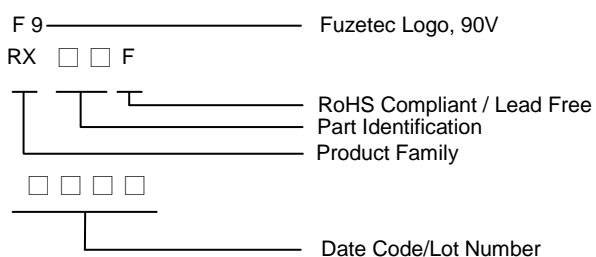 F 9 Fuzetec Logo, 90V
RX □ □ F
RoHS Compliant / Lead Free
Part Identification
Product Family
□ □ □ □
Date Code/Lot Number